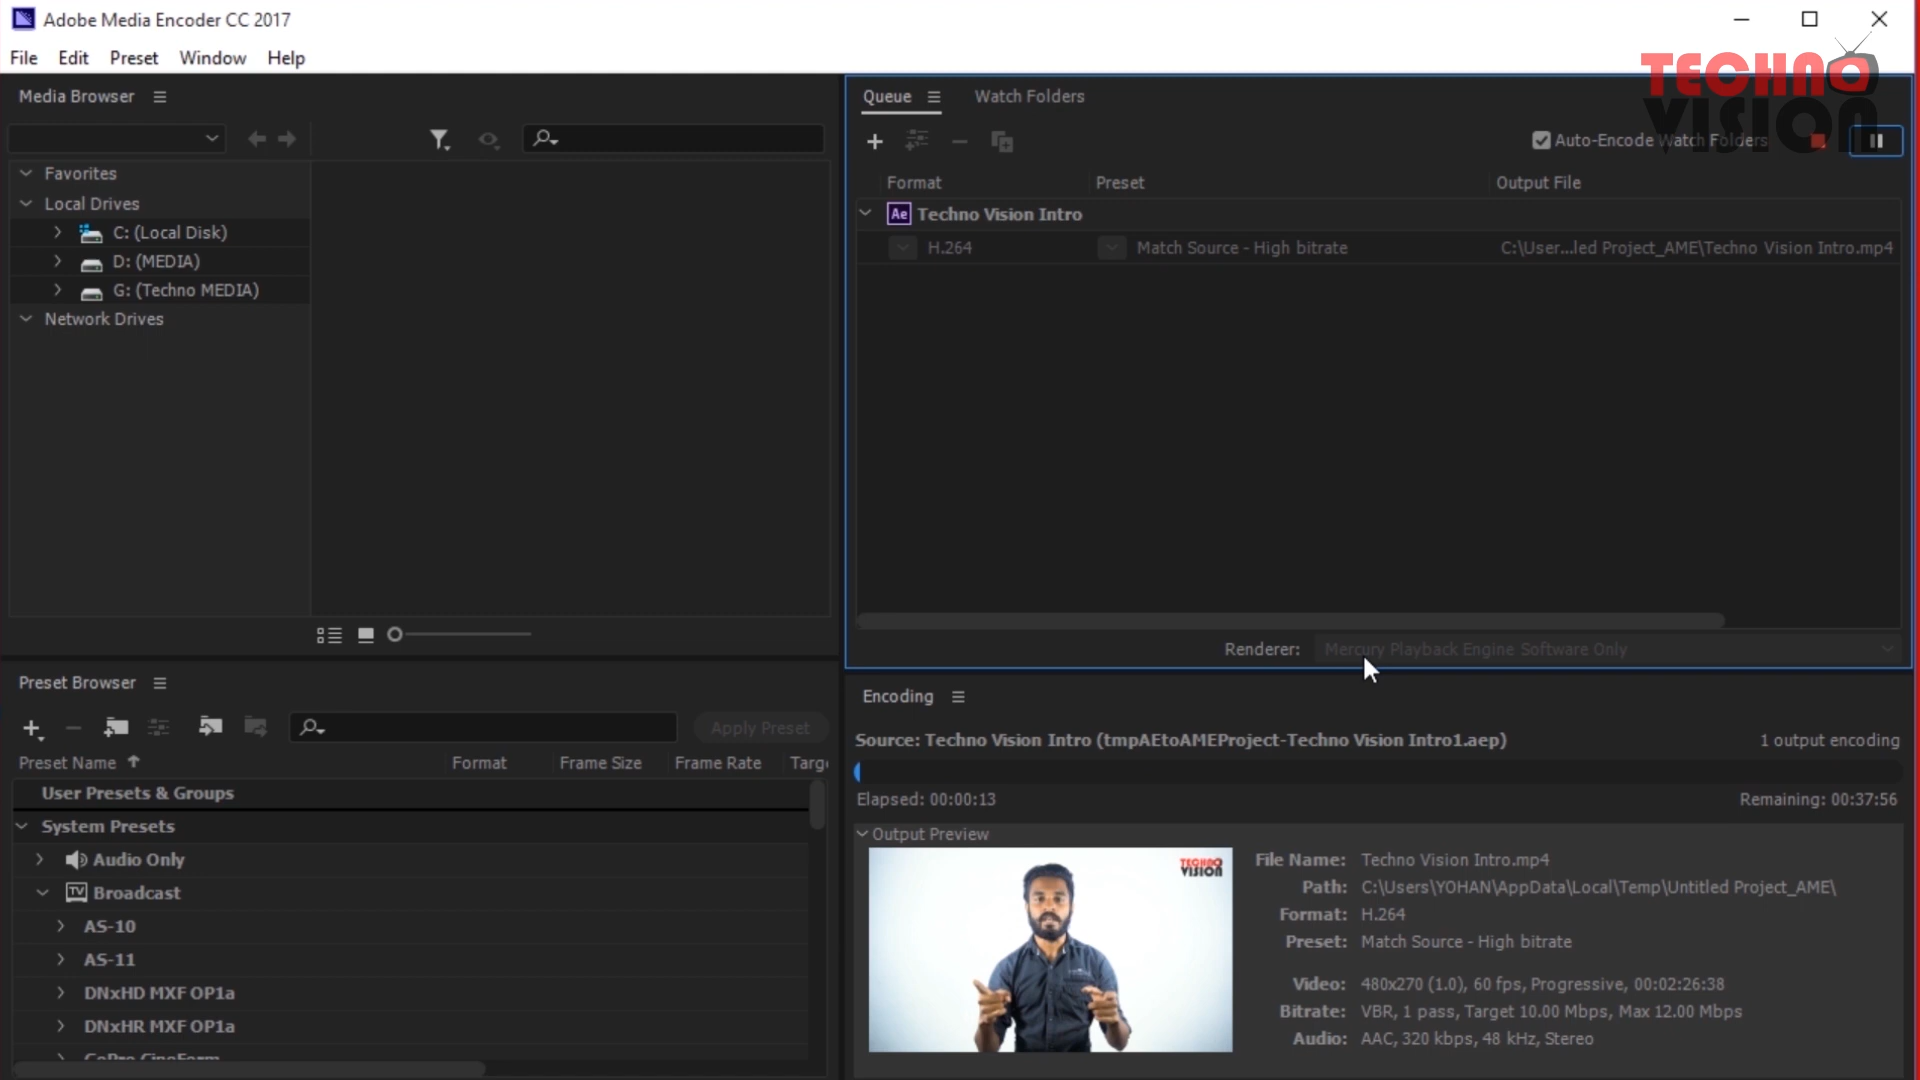 Adobe Media Encoder CC 2017
File Edit Preset Window Help
TECHNO
VISION
Media Browser
Favorites
Local Drives
C: (Local Disk)
D: (MEDIA)
G: (Techno MEDIA)
Network Drives
Queue Watch Folders
Auto-Encode Watch Folders
Format Preset Output File
Ae Techno Vision Intro
H.264 Match Source - High bitrate C:\User...led Project_AME\Techno Vision Intro.mp4
Renderer: Mercury Playback Engine Software Only
Preset Browser
Apply Preset
Preset Name Format Frame Size Frame Rate Targ
User Presets & Groups
System Presets
Audio Only
TV Broadcast
AS-10
AS-11
DNxHD MXF OP1a
DNxHR MXF OP1a
GoPro CineForm
Encoding
Source: Techno Vision Intro (tmpAEtoAMEProject-Techno Vision Intro1.aep) 1 output encoding
Elapsed: 00:00:13 Remaining: 00:37:56
Output Preview
TECHNO
VISION
File Name: Techno Vision Intro.mp4
Path: C:\Users\YOHAN\AppData\Local\Temp\Untitled Project_AME\
Format: H.264
Preset: Match Source - High bitrate
Video: 480x270 (1.0), 60 fps, Progressive, 00:02:26:38
Bitrate: VBR, 1 pass, Target 10.00 Mbps, Max 12.00 Mbps
Audio: AAC, 320 kbps, 48 kHz, Stereo